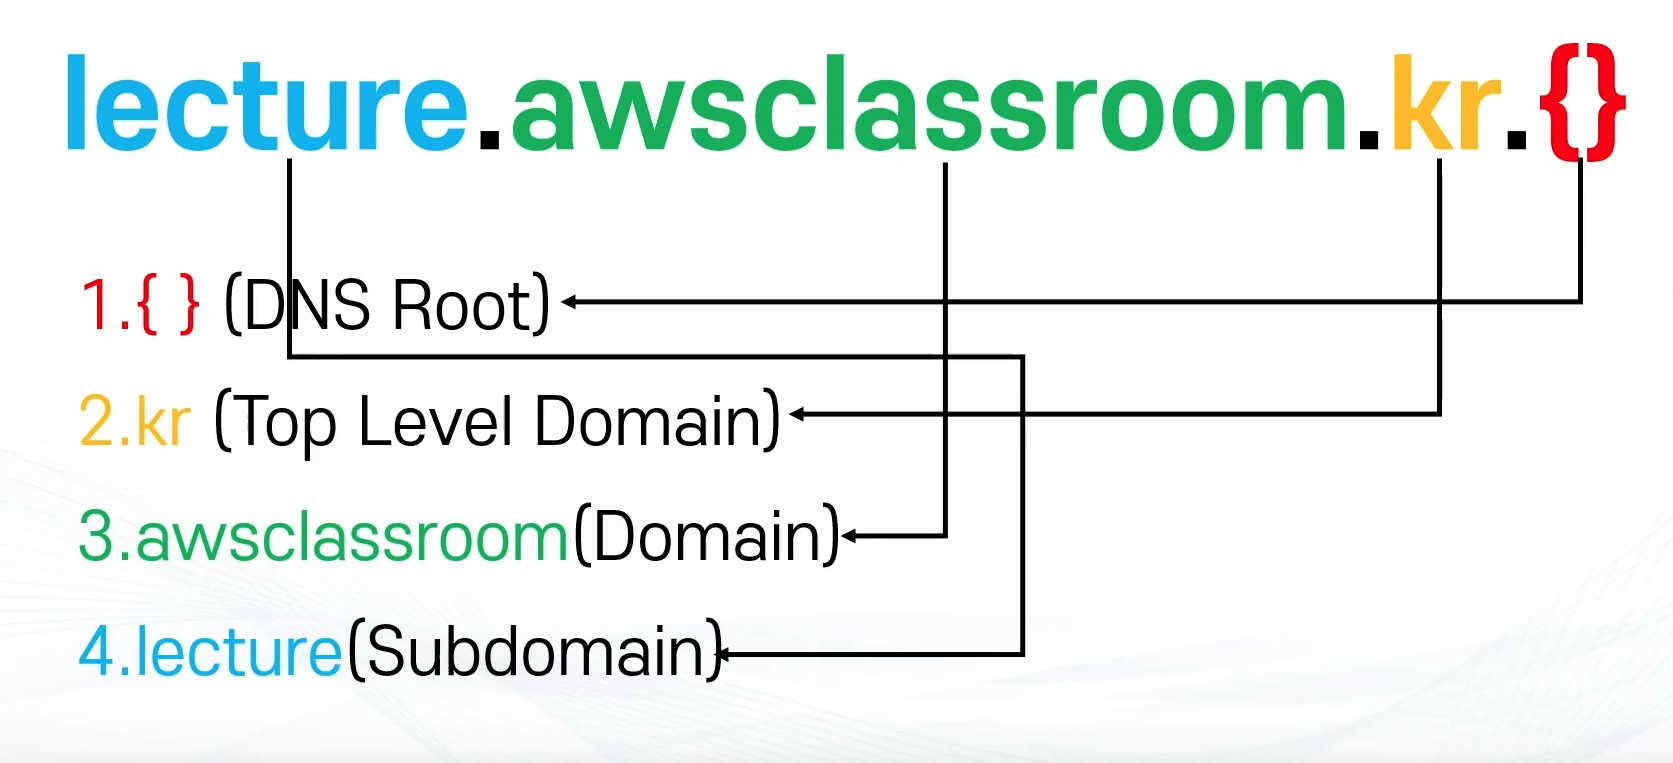 lecture.awsclassroom.kr.{}
1.{ } (DNS Root)
2.kr (Top Level Domain)
3.awsclassroom(Domain)
4.lecture(Subdomain)